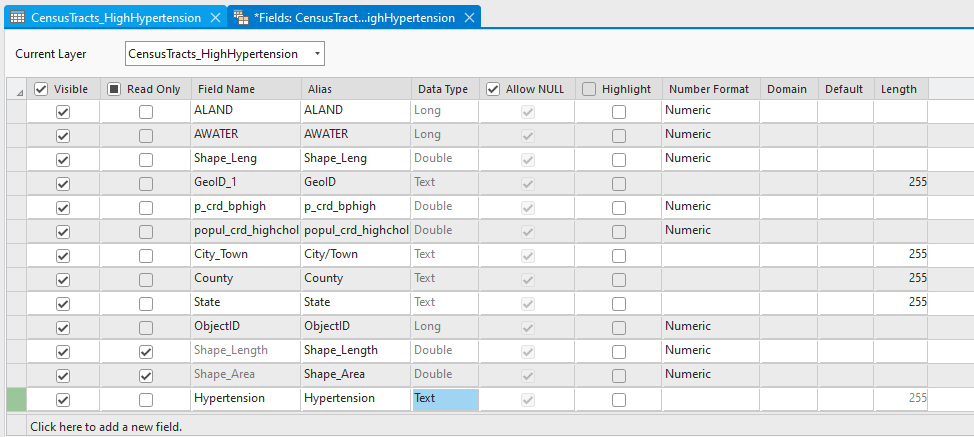 CensusTracts_HighHypertension *Fields: CensusTract...ighHypertension
Current Layer CensusTracts_HighHypertension
Visible Read Only Field Name Alias Data Type Allow NULL Highlight Number Format Domain Default Length
ALAND ALAND Long Numeric
AWATER AWATER Long Numeric
Shape_Leng Shape_Leng Double Numeric
GeoID_1 GeoID Text 255
p_crd_bphigh p_crd_bphigh Double Numeric
popul_crd_highchol popul_crd_highchol Double Numeric
City_Town City/Town Text 255
County County Text 255
State State Text 255
ObjectID ObjectID Long Numeric
Shape_Length Shape_Length Double Numeric
Shape_Area Shape_Area Double Numeric
Hypertension Hypertension Text 255
Click here to add a new field.